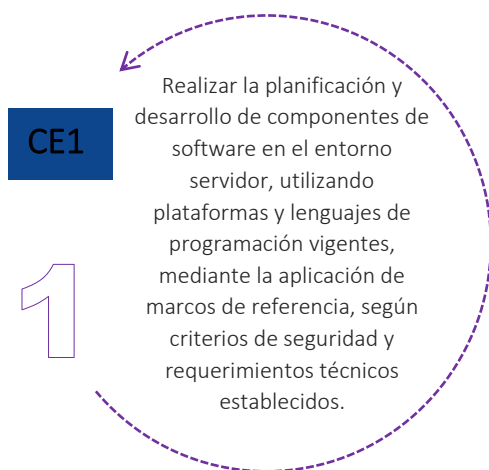 CE1
1
Realizar la planificación y
desarrollo de componentes de
software en el entorno
servidor, utilizando
plataformas y lenguajes de
programación vigentes,
mediante la aplicación de
marcos de referencia, según
criterios de seguridad y
requerimientos técnicos
establecidos.